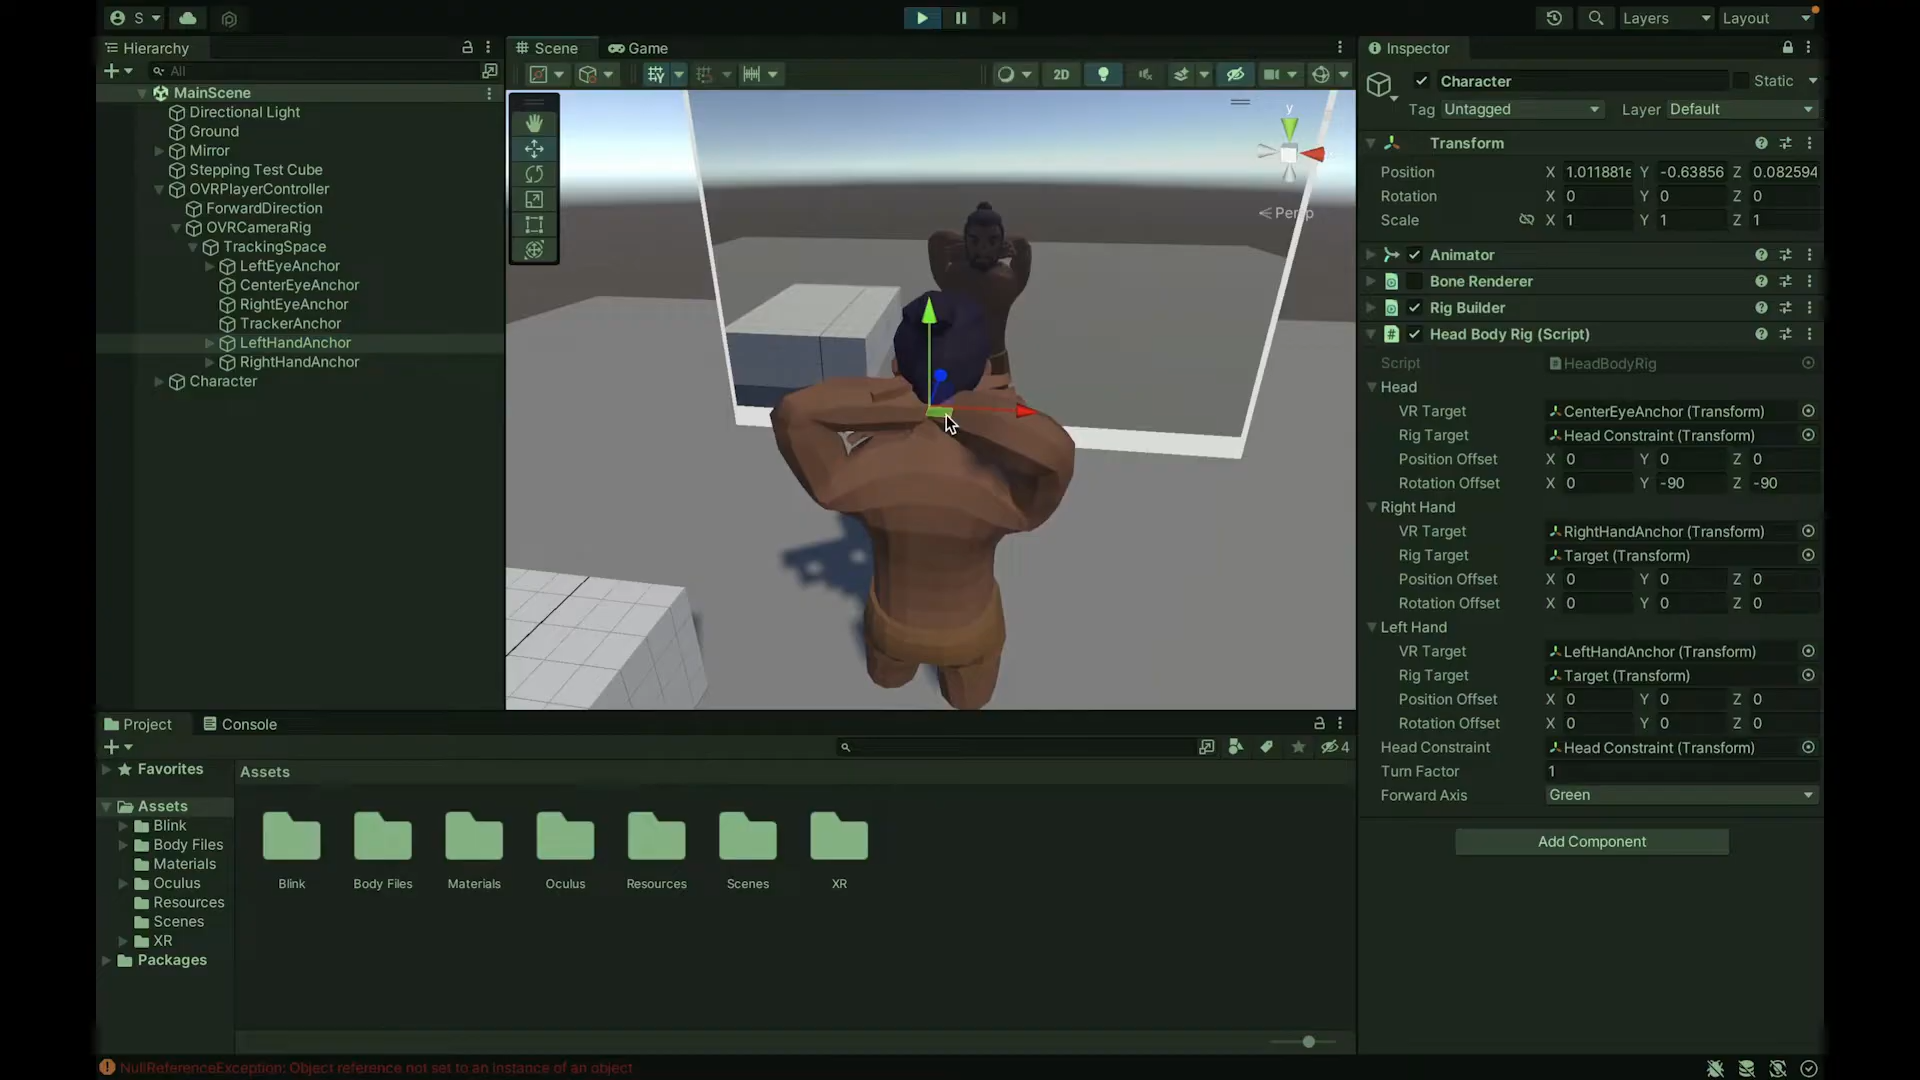 S
Layers
Layout
Hierarchy
All
MainScene
Directional Light
Ground
Mirror
Stepping Test Cube
OVRPlayerController
ForwardDirection
OVRCameraRig
TrackingSpace
LeftEyeAnchor
CenterEyeAnchor
RightEyeAnchor
TrackerAnchor
LeftHandAnchor
RightHandAnchor
Character
Scene
Game
2D
y
Persp
Inspector
Character
Static
Tag Untagged
Layer Default
Transform
Position X 1.011881e Y -0.63856 Z 0.082594
Rotation X 0 Y 0 Z 0
Scale X 1 Y 1 Z 1
Animator
Bone Renderer
Rig Builder
Head Body Rig (Script)
Script HeadBodyRig
Head
VR Target CenterEyeAnchor (Transform)
Rig Target Head Constraint (Transform)
Position Offset X 0 Y 0 Z 0
Rotation Offset X 0 Y -90 Z -90
Right Hand
VR Target RightHandAnchor (Transform)
Rig Target Target (Transform)
Position Offset X 0 Y 0 Z 0
Rotation Offset X 0 Y 0 Z 0
Left Hand
VR Target LeftHandAnchor (Transform)
Rig Target Target (Transform)
Position Offset X 0 Y 0 Z 0
Rotation Offset X 0 Y 0 Z 0
Head Constraint Head Constraint (Transform)
Turn Factor 1
Forward Axis Green
Add Component
Project
Console
4
Favorites
Assets
Blink
Body Files
Materials
Oculus
Resources
Scenes
XR
Packages
Assets
Blink
Body Files
Materials
Oculus
Resources
Scenes
XR
NullReferenceException: Object reference not set to an instance of an object